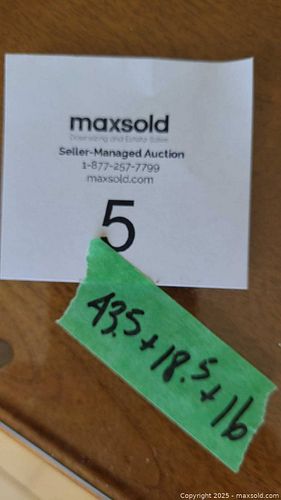 maxsold
Downsizing and Estate Sales
Seller-Managed Auction
1-877-257-7799
maxsold.com
5
43.5 + 18.5 + 16
Copyright © 2025 - maxsold.com